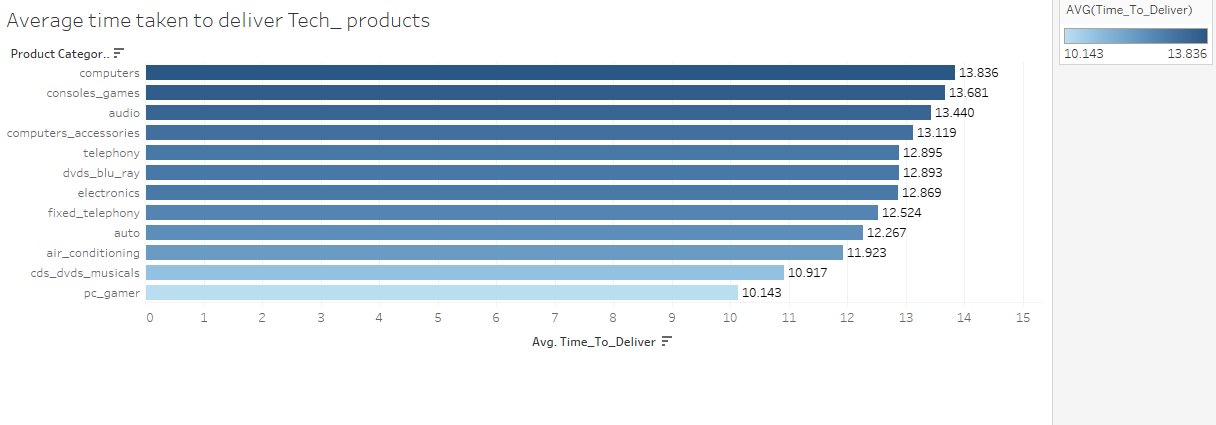 Average time taken to deliver Tech_ products
AVG(Time_To_Deliver)
10.143 13.836
Product Categor..
computers 13.836
consoles_games 13.681
audio 13.440
computers_accessories 13.119
telephony 12.895
dvds_blu_ray 12.893
electronics 12.869
fixed_telephony 12.524
auto 12.267
air_conditioning 11.923
cds_dvds_musicals 10.917
pc_gamer 10.143
0 1 2 3 4 5 6 7 8 9 10 11 12 13 14 15
Avg. Time_To_Deliver